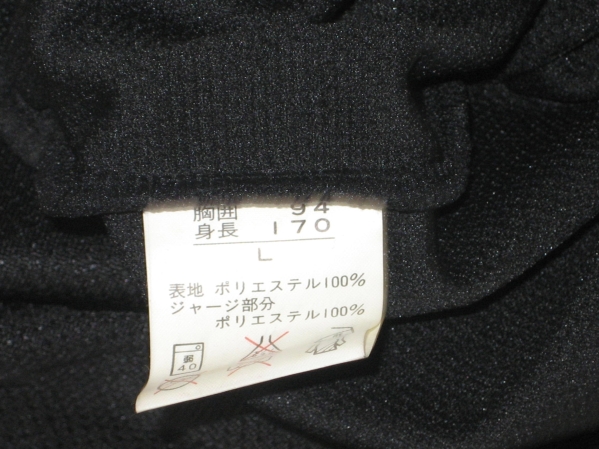 胸囲 94
身長 170
L
表地 ポリエステル100%
ジャージ部分
ポリエステル100%
40